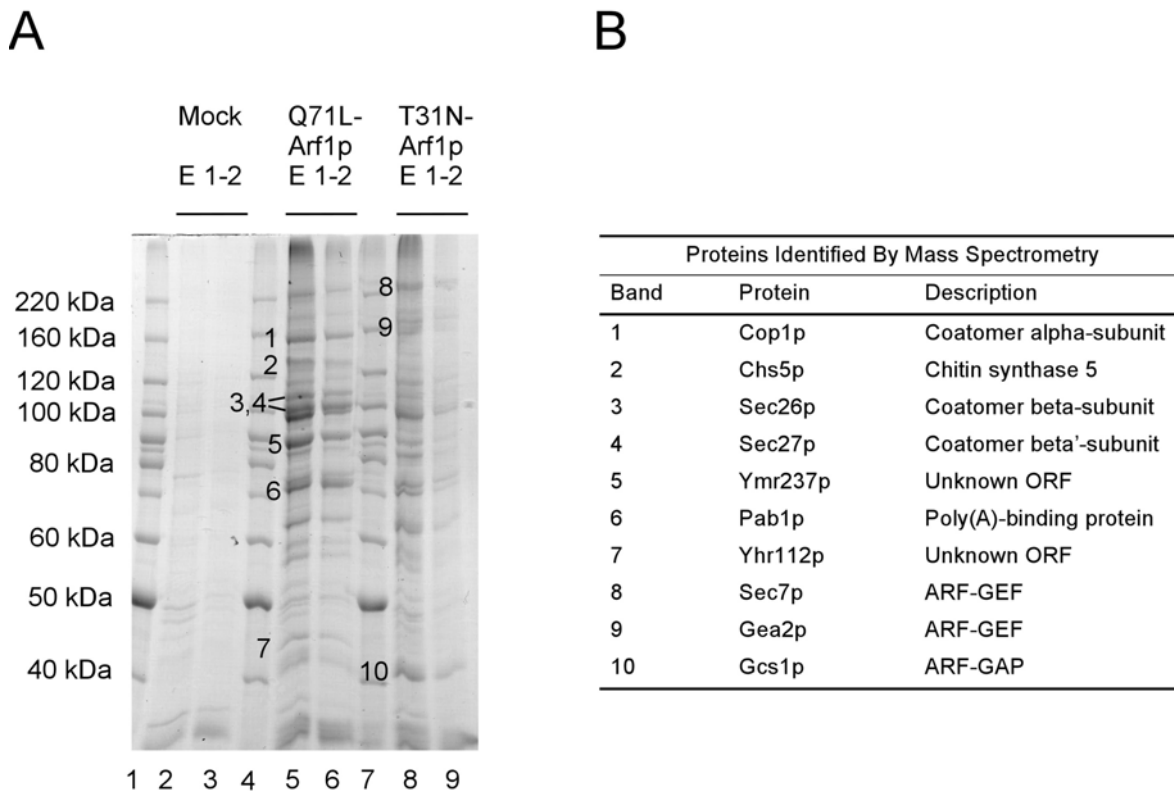 A
B
Mock
Q71L-
Arf1p
T31N-
Arf1p
E 1-2
E 1-2
E 1-2
220 kDa
160 kDa
120 kDa
100 kDa
80 kDa
60 kDa
50 kDa
40 kDa
1
2
3,4
5
6
7
8
9
10
1 2 3 4 5 6 7 8 9
Proteins Identified By Mass Spectrometry
Band Protein Description
1 Cop1p Coatomer alpha-subunit
2 Chs5p Chitin synthase 5
3 Sec26p Coatomer beta-subunit
4 Sec27p Coatomer beta'-subunit
5 Ymr237p Unknown ORF
6 Pab1p Poly(A)-binding protein
7 Yhr112p Unknown ORF
8 Sec7p ARF-GEF
9 Gea2p ARF-GEF
10 Gcs1p ARF-GAP